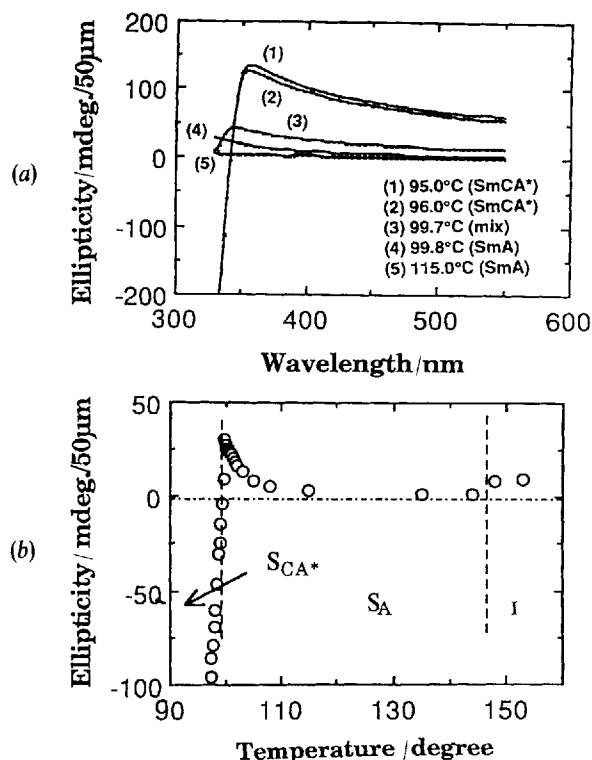 (a)
Ellipticity/mdeg./50μm
200
100
0
-100
-200
(1)
(2)
(3)
(4)
(5)
(1) 95.0°C (SmCA*)
(2) 96.0°C (SmCA*)
(3) 99.7°C (mix)
(4) 99.8°C (SmA)
(5) 115.0°C (SmA)
300
400
500
600
Wavelength/nm
(b)
Ellipticity/mdeg./50μm
50
0
-50
-100
SCA*
SA
I
90
110
130
150
Temperature /degree